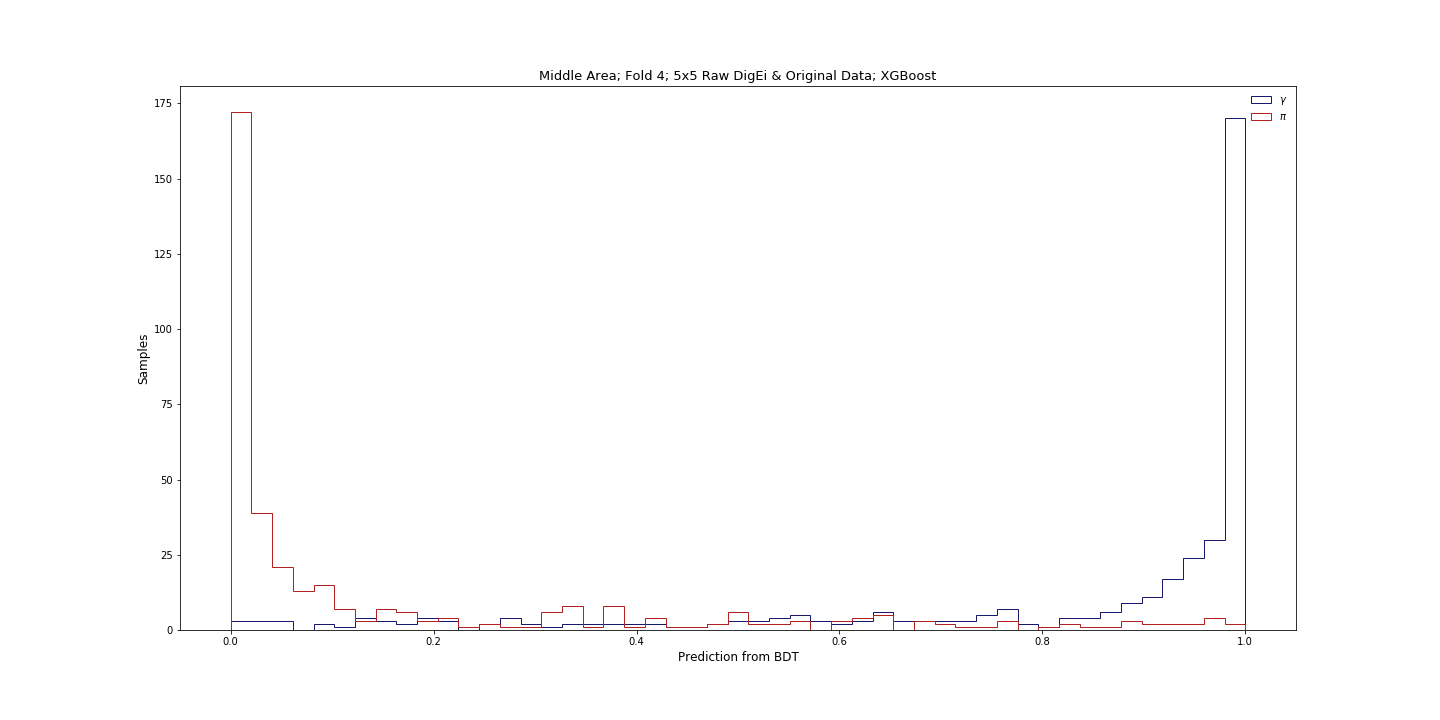 Middle Area; Fold 4; 5x5 Raw DigEi & Original Data; XGBoost
γ
π
175
150
125
100
75
50
25
0
Samples
0.0 0.2 0.4 0.6 0.8 1.0
Prediction from BDT